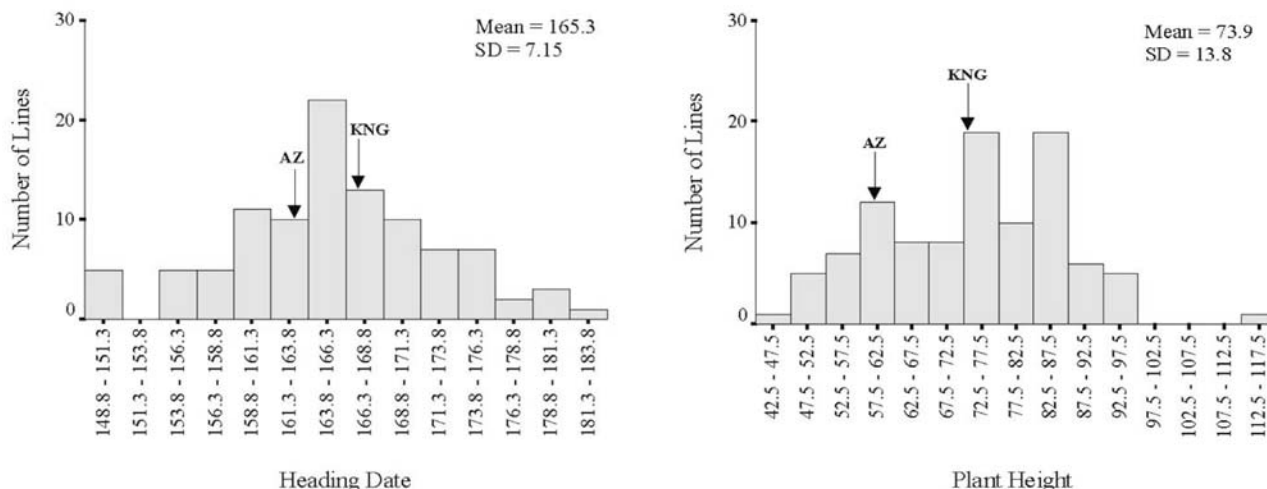 30
20
10
0
Number of Lines
Mean = 165.3
SD = 7.15
AZ
KNG
148.8 - 151.3
151.3 - 153.8
153.8 - 156.3
156.3 - 158.8
158.8 - 161.3
161.3 - 163.8
163.8 - 166.3
166.3 - 168.8
168.8 - 171.3
171.3 - 173.8
173.8 - 176.3
176.3 - 178.8
178.8 - 181.3
181.3 - 183.8
Heading Date
30
20
10
0
Number of Lines
Mean = 73.9
SD = 13.8
KNG
AZ
42.5 - 47.5
47.5 - 52.5
52.5 - 57.5
57.5 - 62.5
62.5 - 67.5
67.5 - 72.5
72.5 - 77.5
77.5 - 82.5
82.5 - 87.5
87.5 - 92.5
92.5 - 97.5
97.5 - 102.5
102.5 - 107.5
107.5 - 112.5
112.5 - 117.5
Plant Height